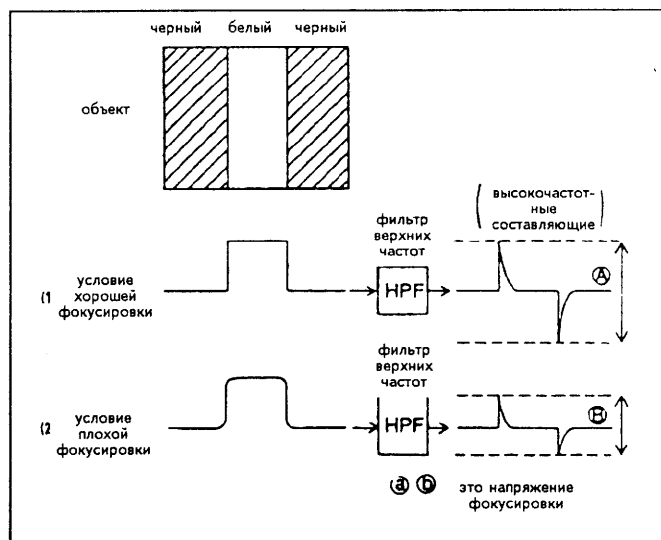 черный белый черный
объект
( высокочастот-
ные
составляющие )
фильтр
верхних
частот
(1 условие
хорошей
фокусировки
HPF
Ⓐ
фильтр
верхних
частот
(2 условие
плохой
фокусировки
HPF
Ⓑ
ⓐ ⓑ это напряжение
фокусировки